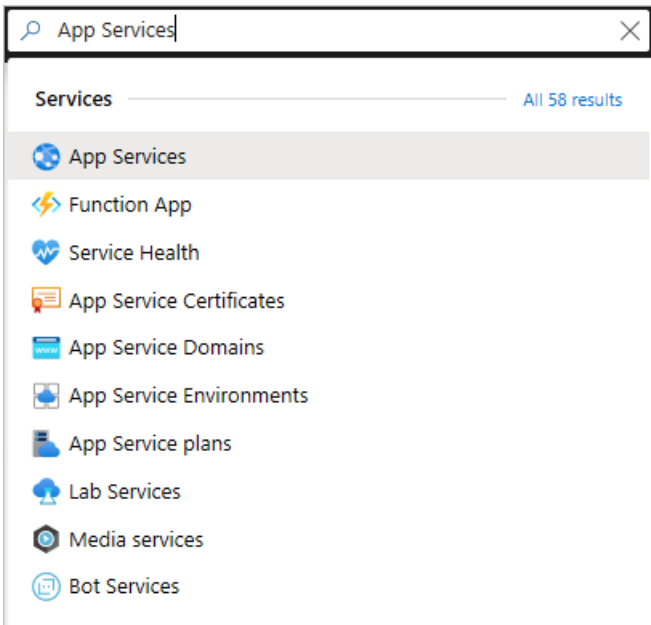 App Services
Services All 58 results
App Services
Function App
Service Health
App Service Certificates
www App Service Domains
App Service Environments
App Service plans
Lab Services
Media services
Bot Services